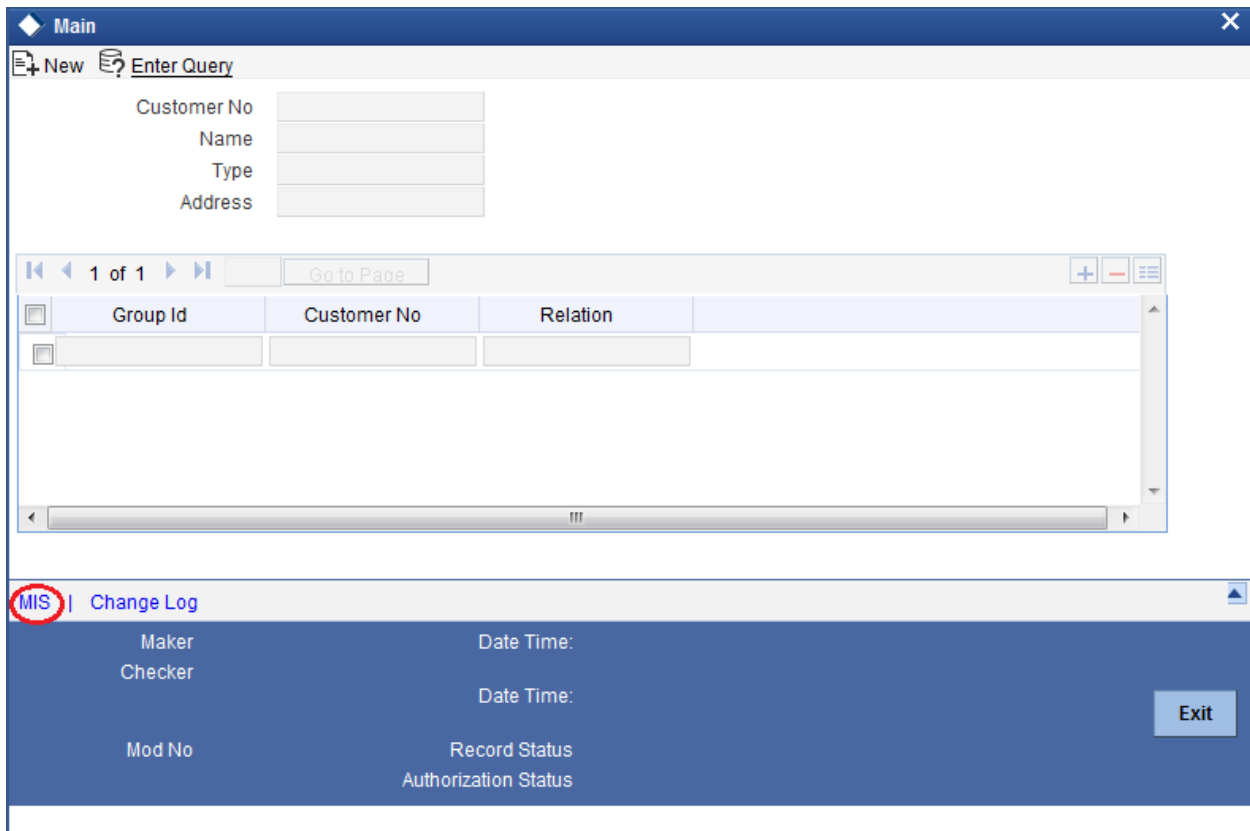 Main
New Enter Query
Customer No
Name
Type
Address
1 of 1 Go to Page
Group Id Customer No Relation
MIS | Change Log
Maker Date Time:
Checker
Date Time:
Exit
Mod No Record Status
Authorization Status